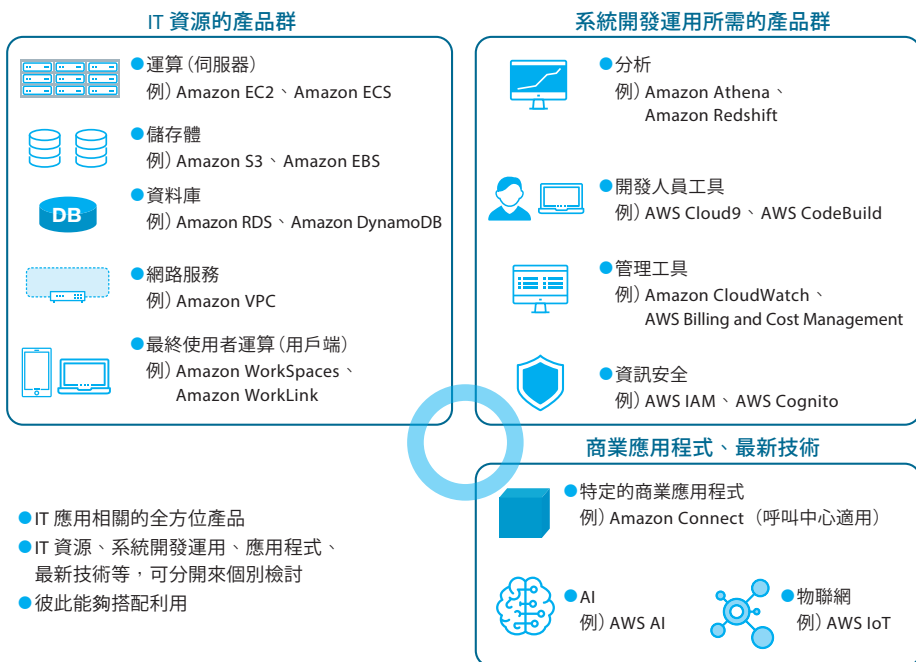 IT 資源的產品群
●運算(伺服器)
例)Amazon EC2、Amazon ECS
●儲存體
例)Amazon S3、Amazon EBS
DB
●資料庫
例)Amazon RDS、Amazon DynamoDB
●網路服務
例)Amazon VPC
●最終使用者運算(用戶端)
例)Amazon WorkSpaces、
Amazon WorkLink
系統開發運用所需的產品群
●分析
例)Amazon Athena、
Amazon Redshift
●開發人員工具
例)AWS Cloud9、AWS CodeBuild
●管理工具
例)Amazon CloudWatch、
AWS Billing and Cost Management
●資訊安全
例)AWS IAM、AWS Cognito
商業應用程式、最新技術
●特定的商業應用程式
例)Amazon Connect(呼叫中心適用)
●AI
例)AWS AI
●物聯網
例)AWS IoT
●IT 應用相關的全方位產品
●IT 資源、系統開發運用、應用程式、
最新技術等,可分開來個別檢討
●彼此能夠搭配利用